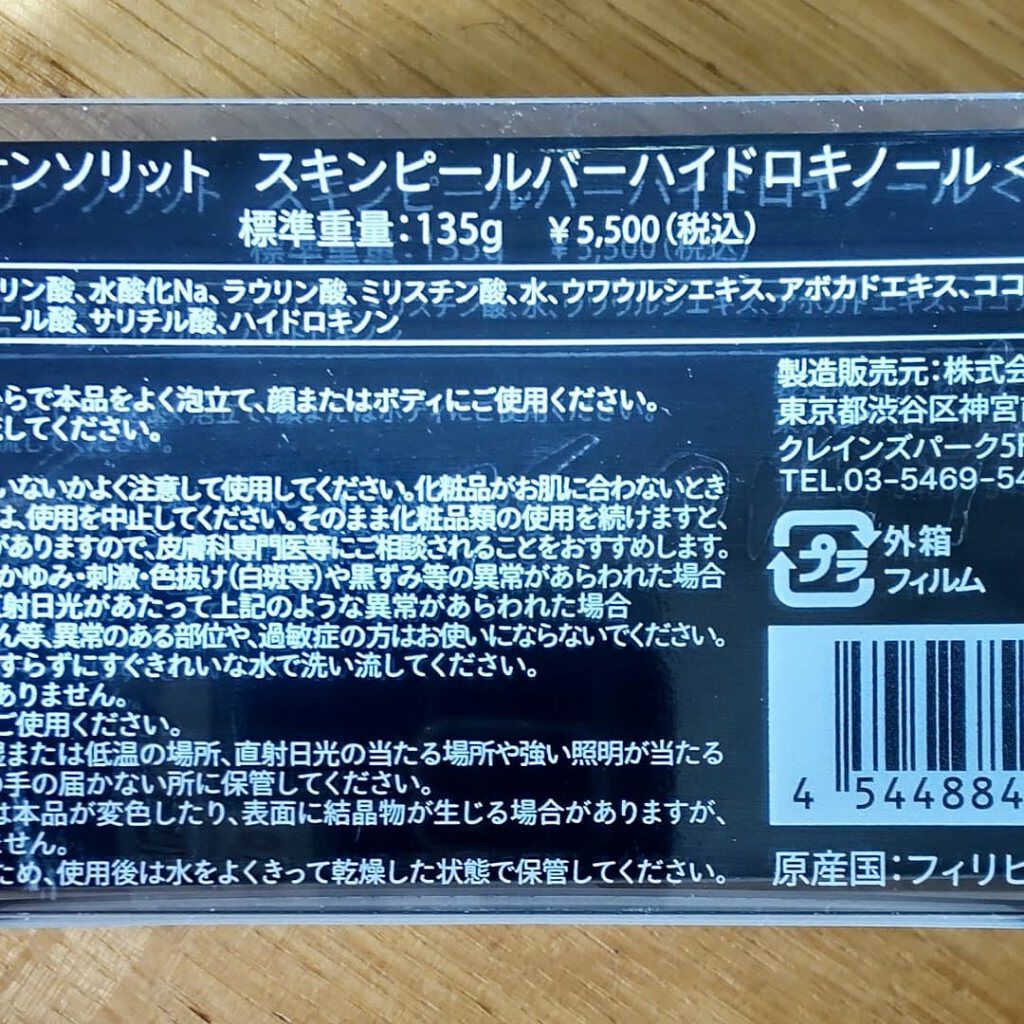 ンソリット スキンピールバーハイドロキノール<
標準重量:135g ¥5,500(税込)
リン酸、水酸化Na、ラウリン酸、ミリスチン酸、水、ウワウルシエキス、アボカドエキス、ココ
ール酸、サリチル酸、ハイドロキノン
らで本品をよく泡立て、顔またはボディにご使用ください。
してください。
いないかよく注意して使用してください。化粧品がお肌に合わないとき
は、使用を中止してください。そのまま化粧品類の使用を続けますと、
がありますので、皮膚科専門医等にご相談されることをおすすめします。
かゆみ・刺激・色抜け(白斑等)や黒ずみ等の異常があらわれた場合
射日光があたって上記のような異常があらわれた場合
ん等、異常のある部位や、過敏症の方はお使いにならないでください。
すらずにすぐきれいな水で洗い流してください。
ありません。
ご使用ください。
または低温の場所、直射日光の当たる場所や強い照明が当たる
の手の届かない所に保管してください。
は本品が変色したり、表面に結晶物が生じる場合がありますが、
せん。
ため、使用後は水をよくきって乾燥した状態で保管してください。
製造販売元:株式会
東京都渋谷区神宮前
クレインズパーク5F
TEL.03-5469-54
プラ
外箱
フィルム
4 544884
原産国:フィリピ